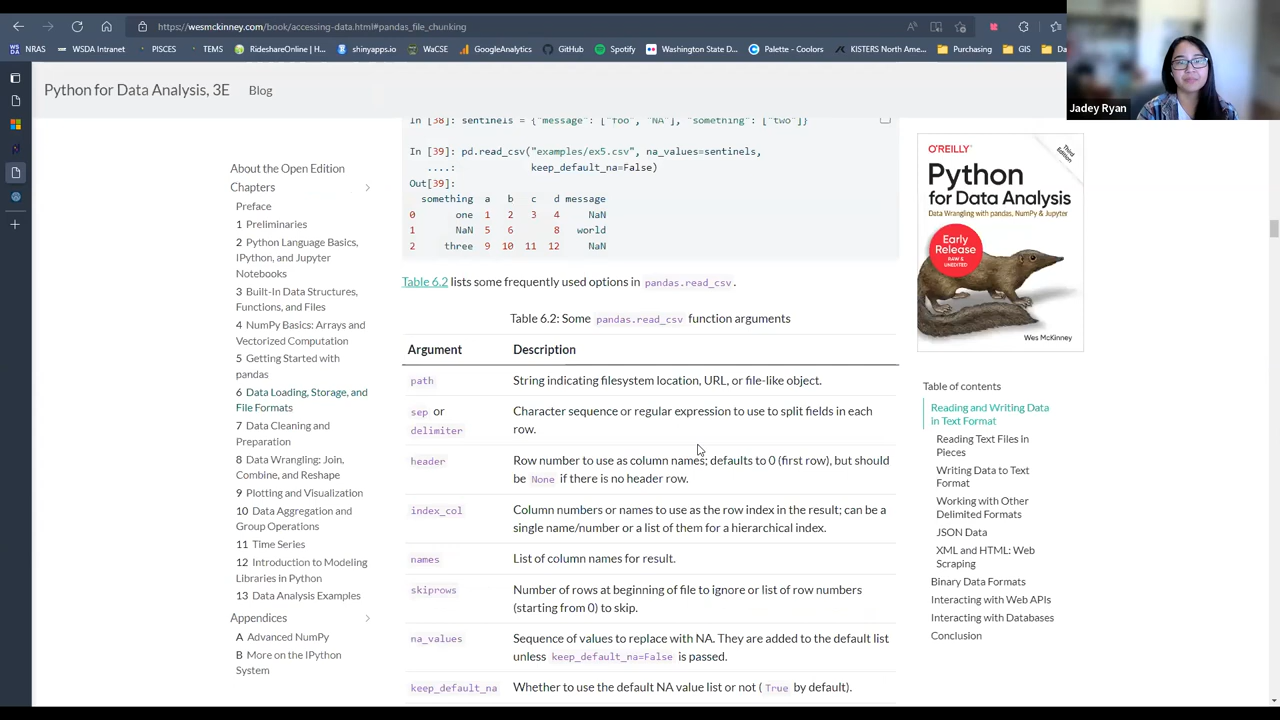 https://wesmckinney.com/book/accessing-data.html#pandas_file_chunking
NRAS
WSDA Intranet
PISCES
TEMS
RideshareOnline | H...
shinyapps.io
WaCSE
GoogleAnalytics
GitHub
Spotify
Washington State D...
Palette - Coolors
KISTERS North Ame...
Purchasing
GIS
Da
Jadey Ryan
Python for Data Analysis, 3E
Blog
About the Open Edition
Chapters
Preface
1 Preliminaries
2 Python Language Basics,
IPython, and Jupyter
Notebooks
3 Built-In Data Structures,
Functions, and Files
4 NumPy Basics: Arrays and
Vectorized Computation
5 Getting Started with
pandas
6 Data Loading, Storage, and
File Formats
7 Data Cleaning and
Preparation
8 Data Wrangling: Join,
Combine, and Reshape
9 Plotting and Visualization
10 Data Aggregation and
Group Operations
11 Time Series
12 Introduction to Modeling
Libraries in Python
13 Data Analysis Examples
Appendices
A Advanced NumPy
B More on the IPython
System
In [38]: sentinels = {"message": ["foo", "NA"], "something": ["two"]}
In [39]: pd.read_csv("examples/ex5.csv", na_values=sentinels,
....: keep_default_na=False)
Out[39]:
something a b c d message
0 one 1 2 3 4 NaN
1 NaN 5 6 8 world
2 three 9 10 11 12 NaN
Table 6.2 lists some frequently used options in pandas.read_csv.
Table 6.2: Some pandas.read_csv function arguments
Argument Description
path String indicating filesystem location, URL, or file-like object.
sep or Character sequence or regular expression to use to split fields in each
delimiter row.
header Row number to use as column names; defaults to 0 (first row), but should
be None if there is no header row.
index_col Column numbers or names to use as the row index in the result; can be a
single name/number or a list of them for a hierarchical index.
names List of column names for result.
skiprows Number of rows at beginning of file to ignore or list of row numbers
(starting from 0) to skip.
na_values Sequence of values to replace with NA. They are added to the default list
unless keep_default_na=False is passed.
keep_default_na Whether to use the default NA value list or not (True by default).
O'REILLY®
Third
Edition
Python
for Data Analysis
Data Wrangling with pandas, NumPy & Jupyter
Early
Release
RAW &
UNEDITED
Wes McKinney
Table of contents
Reading and Writing Data
in Text Format
Reading Text Files in
Pieces
Writing Data to Text
Format
Working with Other
Delimited Formats
JSON Data
XML and HTML: Web
Scraping
Binary Data Formats
Interacting with Web APIs
Interacting with Databases
Conclusion